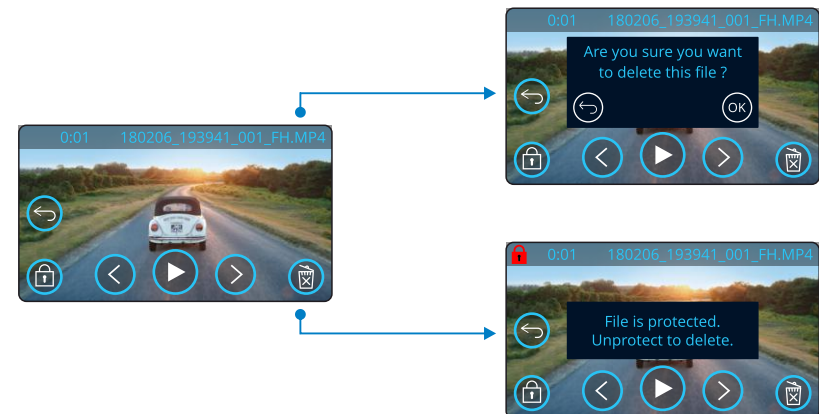 0:01 180206_193941_001_FH.MP4
0:01 180206_193941_001_FH.MP4
Are you sure you want
to delete this file ?
OK
0:01 180206_193941_001_FH.MP4
File is protected.
Unprotect to delete.